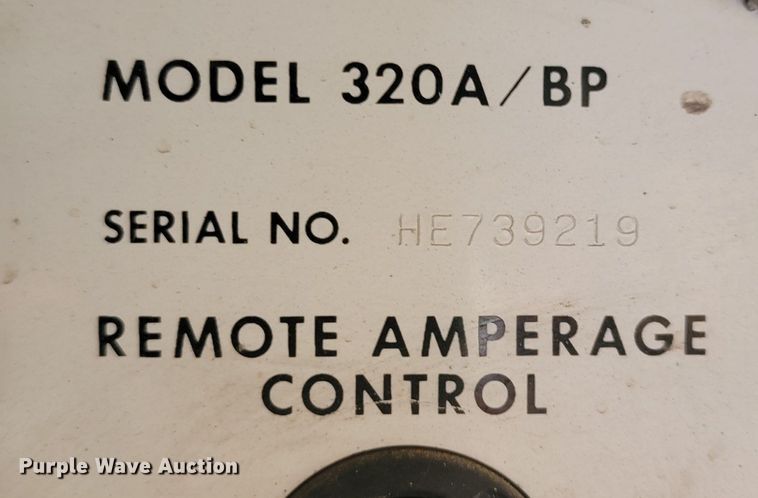 MODEL 320A/BP
SERIAL NO. HE739219
REMOTE AMPERAGE
CONTROL
Purple Wave Auction